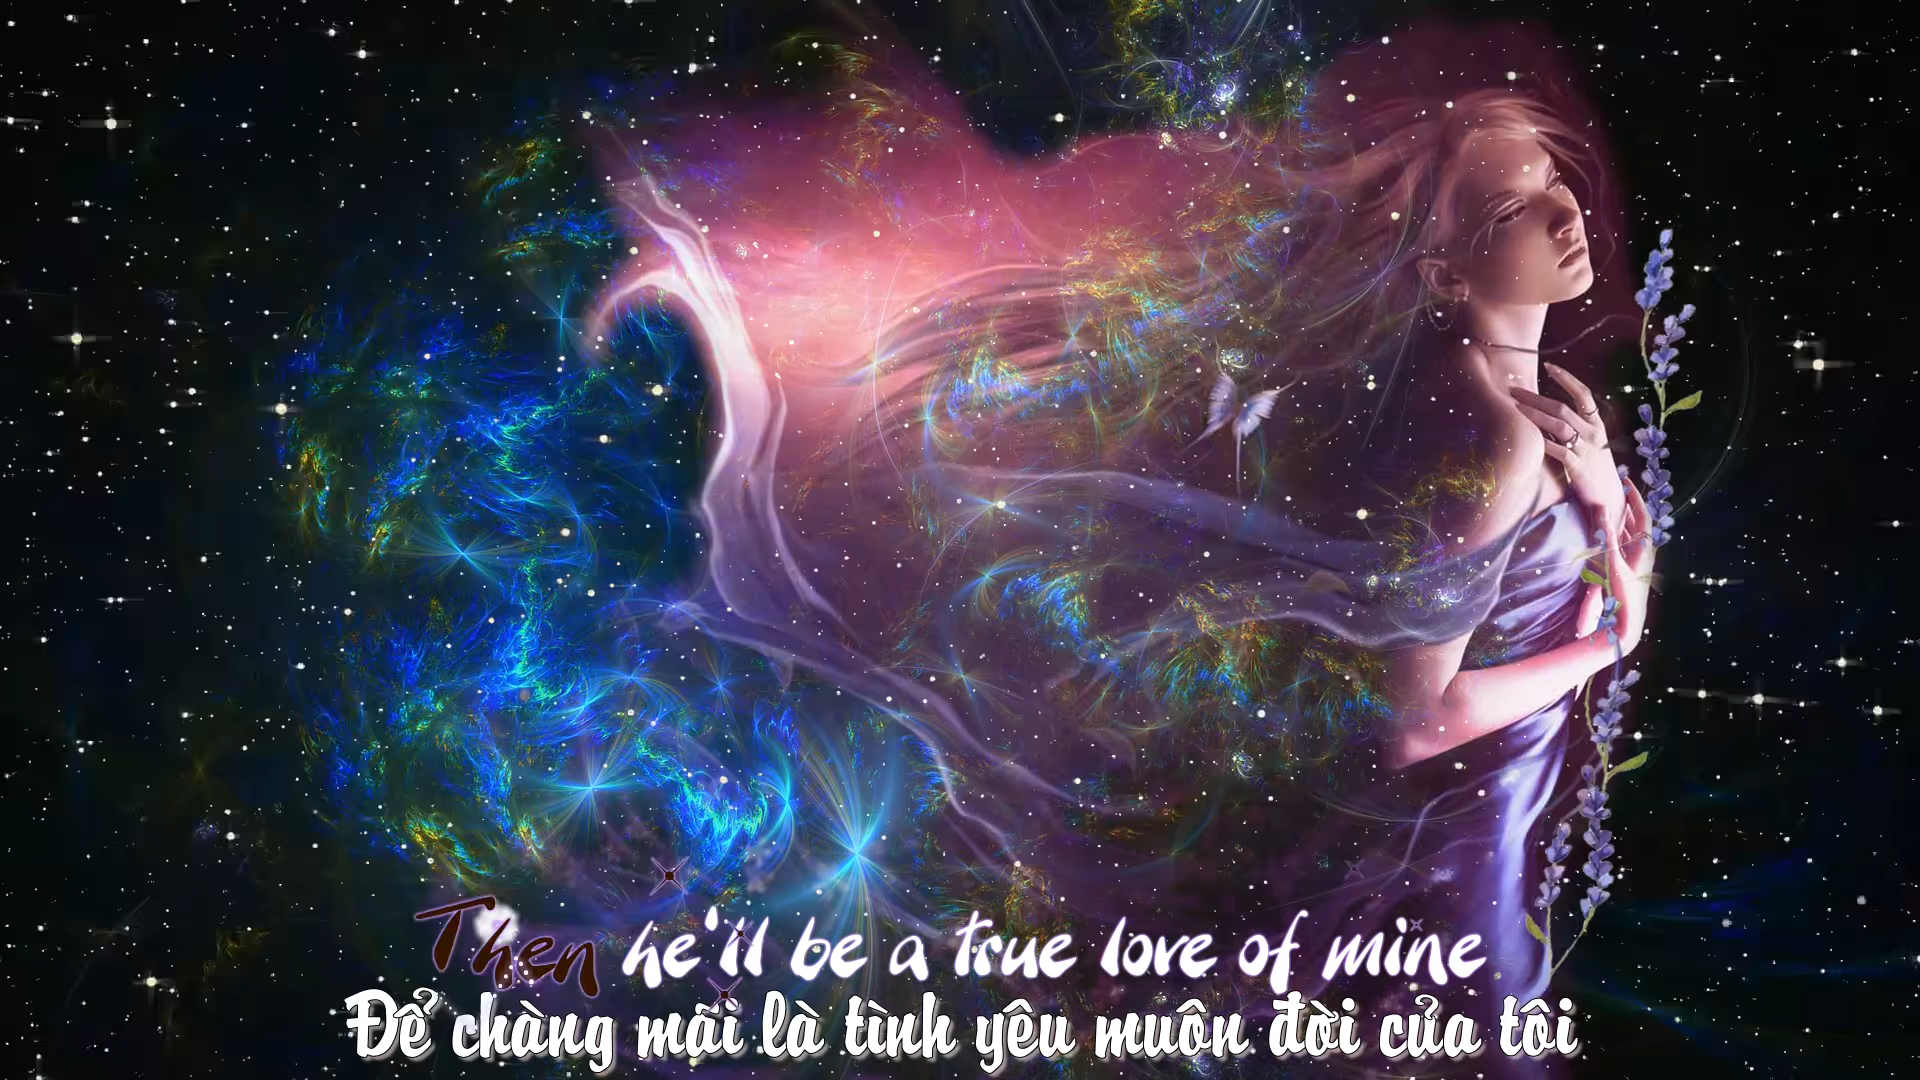 Then he'll be a true love of mine
Để chàng mãi là tình yêu muôn đời của tôi